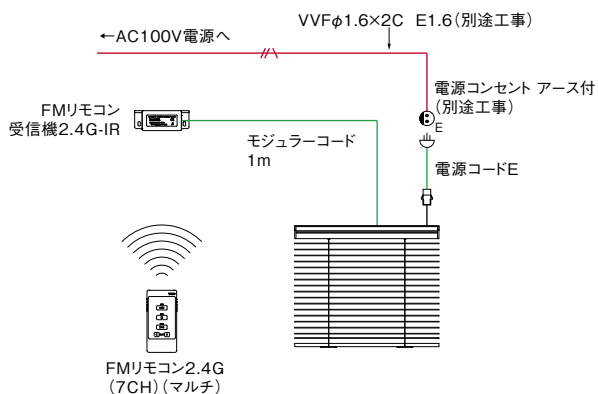 VVFφ1.6×2C E1.6(別途工事)
←AC100V電源へ
電源コンセント アース付
(別途工事)
E
FMリモコン
受信機2.4G-IR
モジュラーコード
1m
電源コードE
FMリモコン2.4G
(7CH)(マルチ)